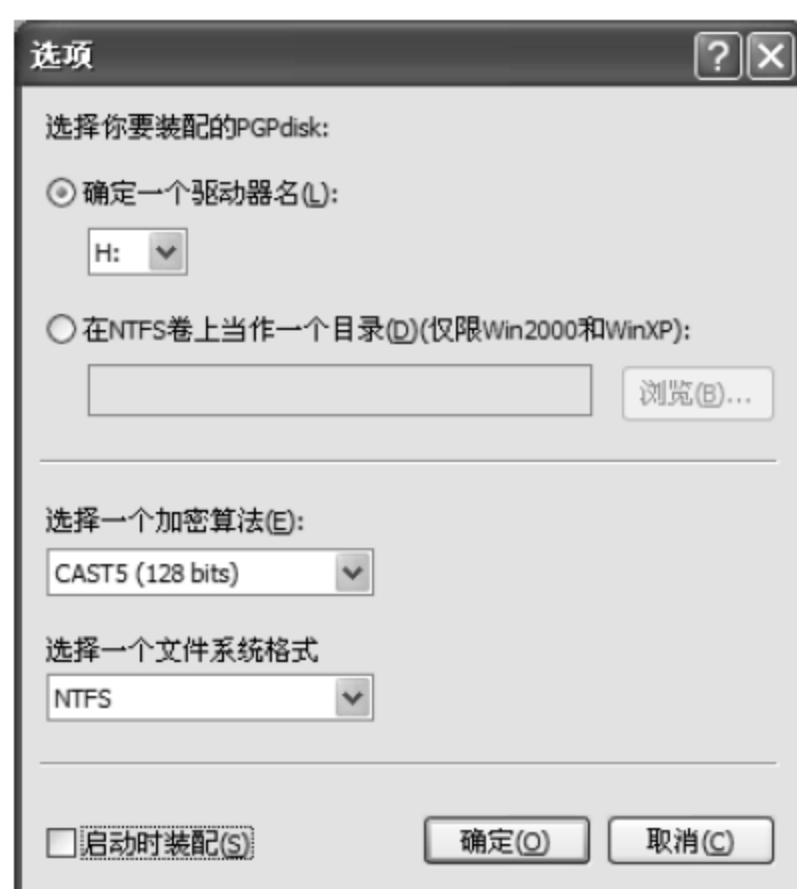 选项
选择你要装配的PGPdisk:
确定一个驱动器名(L):
H:
在NTFS卷上当作一个目录(D)(仅限Win2000和WinXP):
浏览(B)...
选择一个加密算法(E):
CAST5 (128 bits)
选择一个文件系统格式
NTFS
启动时装配(S) 确定(O) 取消(C)